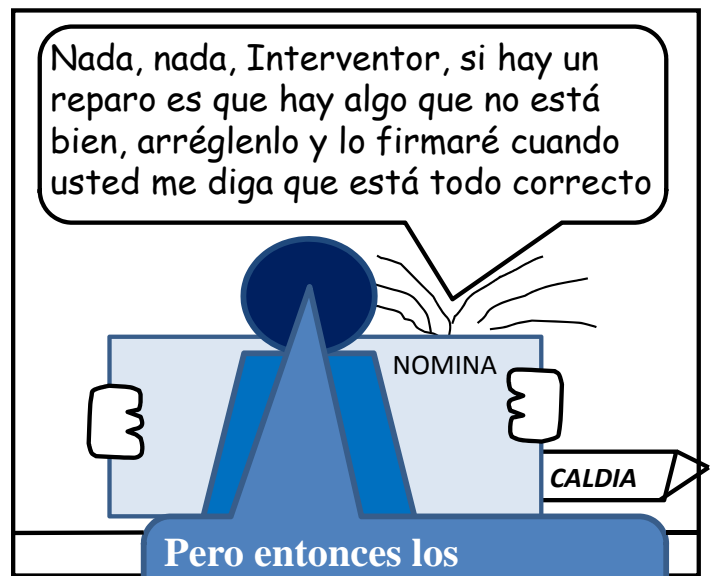 Nada, nada, Interventor, si hay un
reparo es que hay algo que no está
bien, arréglenlo y lo firmaré cuando
usted me diga que está todo correcto
NOMINA
CALDIA
Pero entonces los